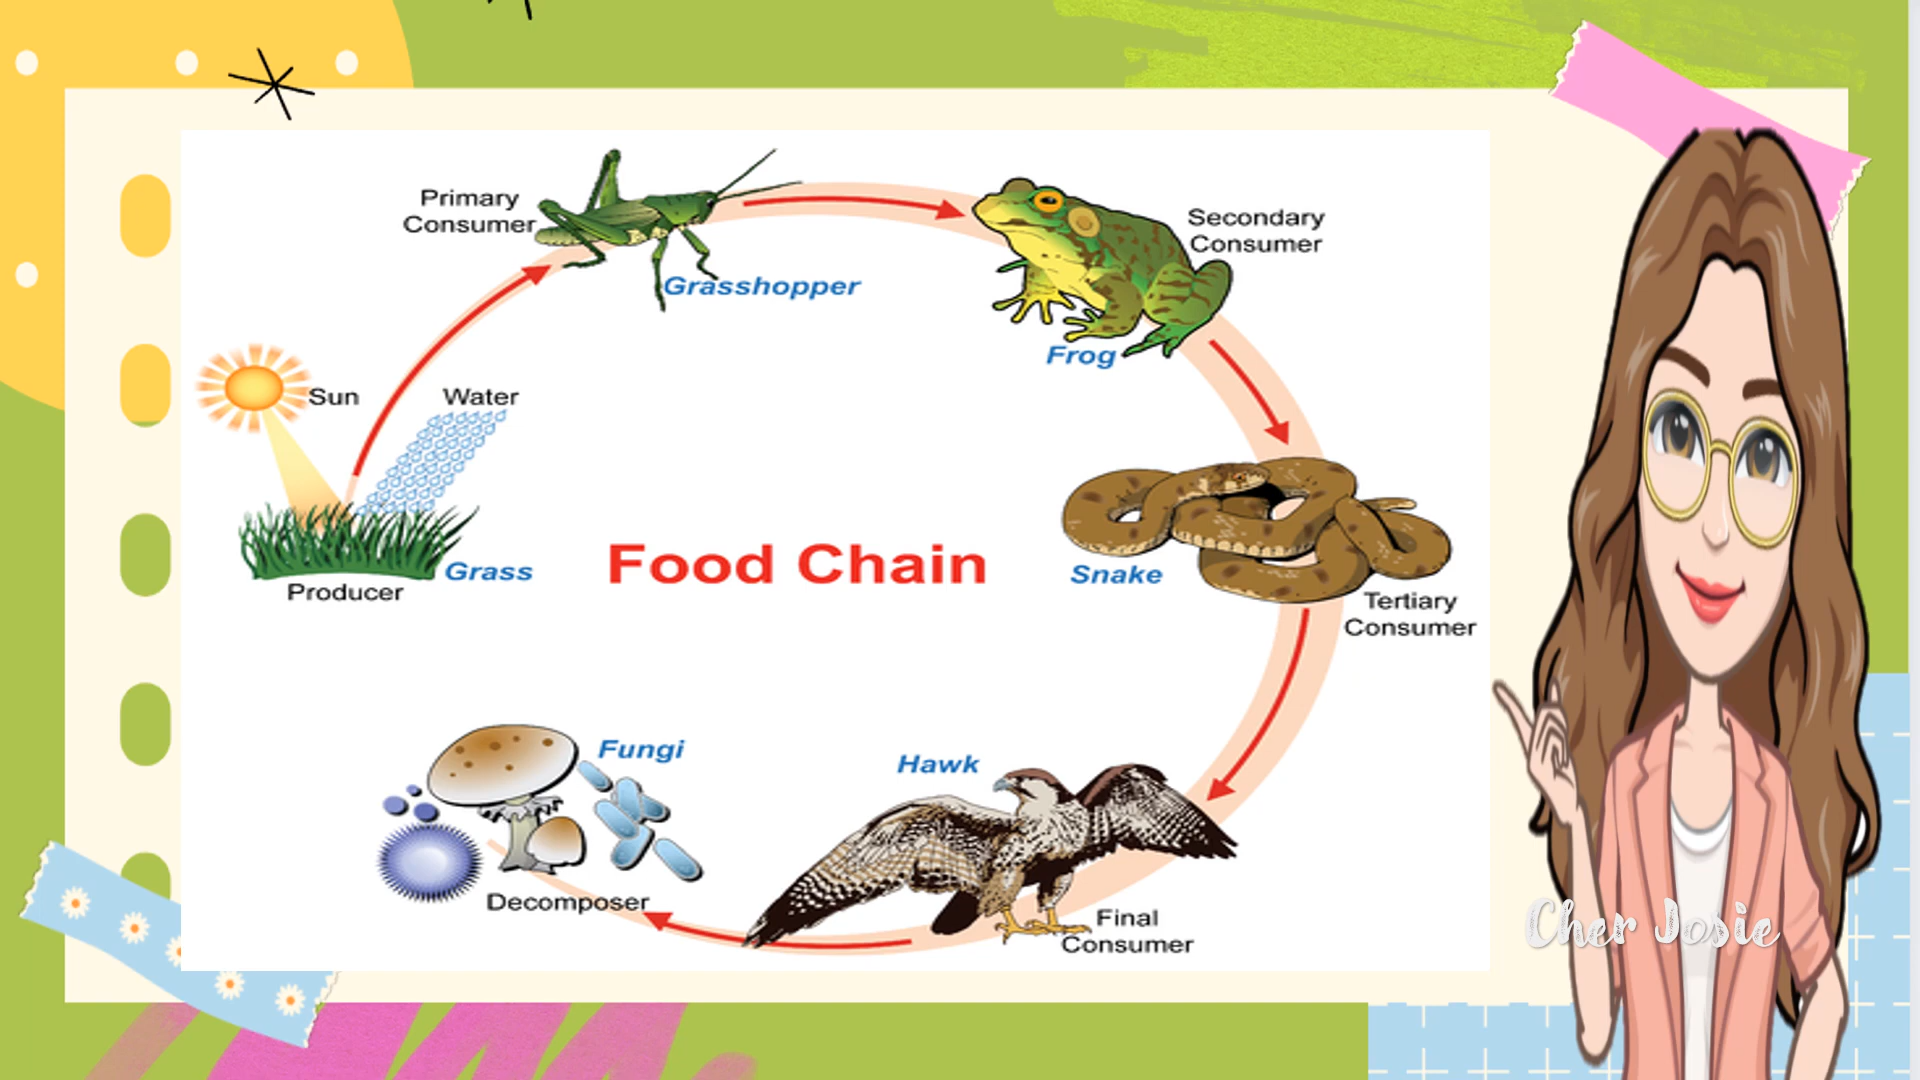 Primary
Consumer
Grasshopper
Secondary
Consumer
Frog
Sun
Water
Grass
Producer
Food Chain
Snake
Tertiary
Consumer
Fungi
Hawk
Decomposer
Final
Consumer
Cher Josie